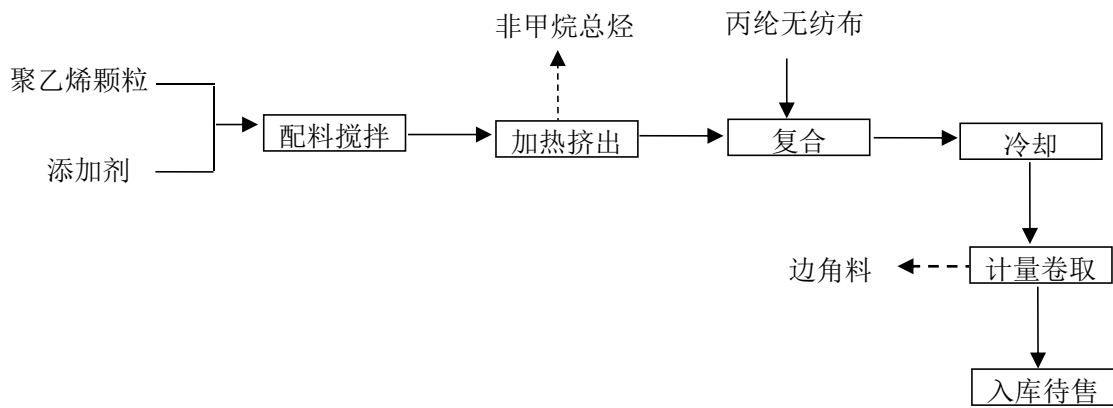 非甲烷总烃
丙纶无纺布
聚乙烯颗粒
添加剂
配料搅拌
加热挤出
复合
冷却
边角料
计量卷取
入库待售